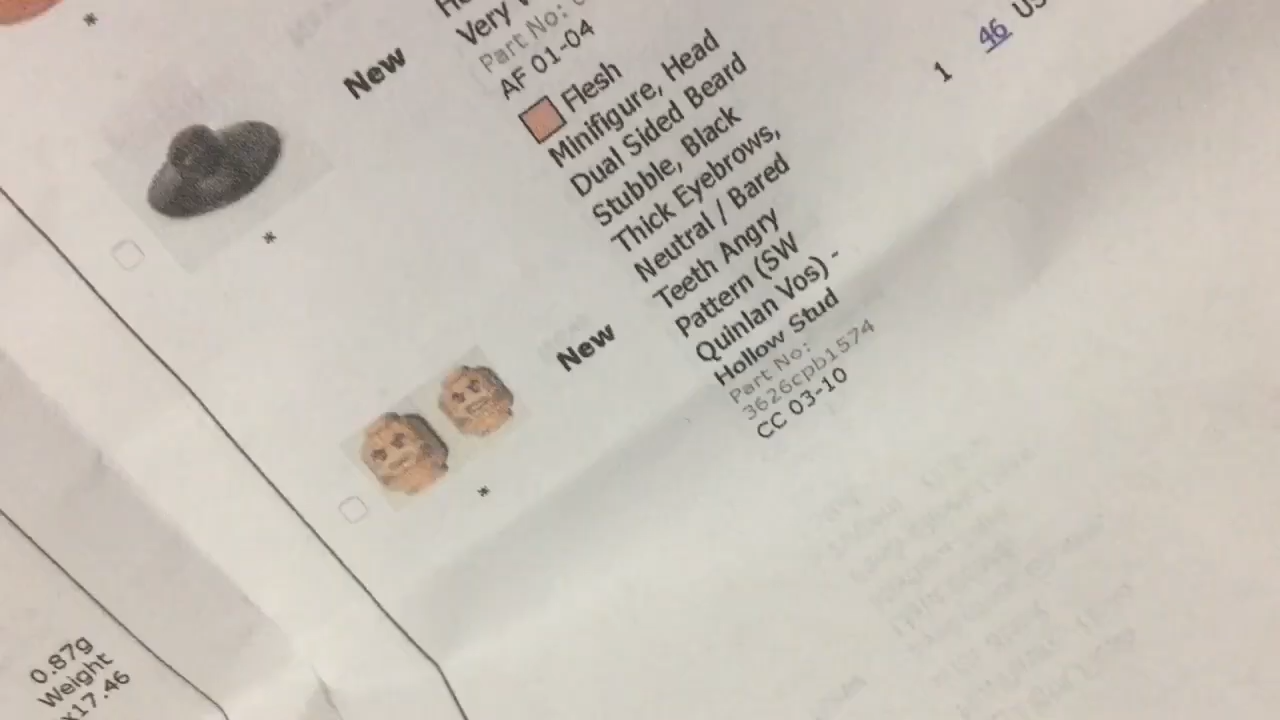 New
Very
Part No:
AF 01-04
1
46
US
New
Flesh
Minifigure, Head
Dual Sided Beard
Stubble, Black
Thick Eyebrows,
Neutral / Bared
Teeth Angry
Pattern (SW
Quinlan Vos) -
Hollow Stud
Part No:
3626cpb1574
CC 03-10
0.87g
Weight
x17.46